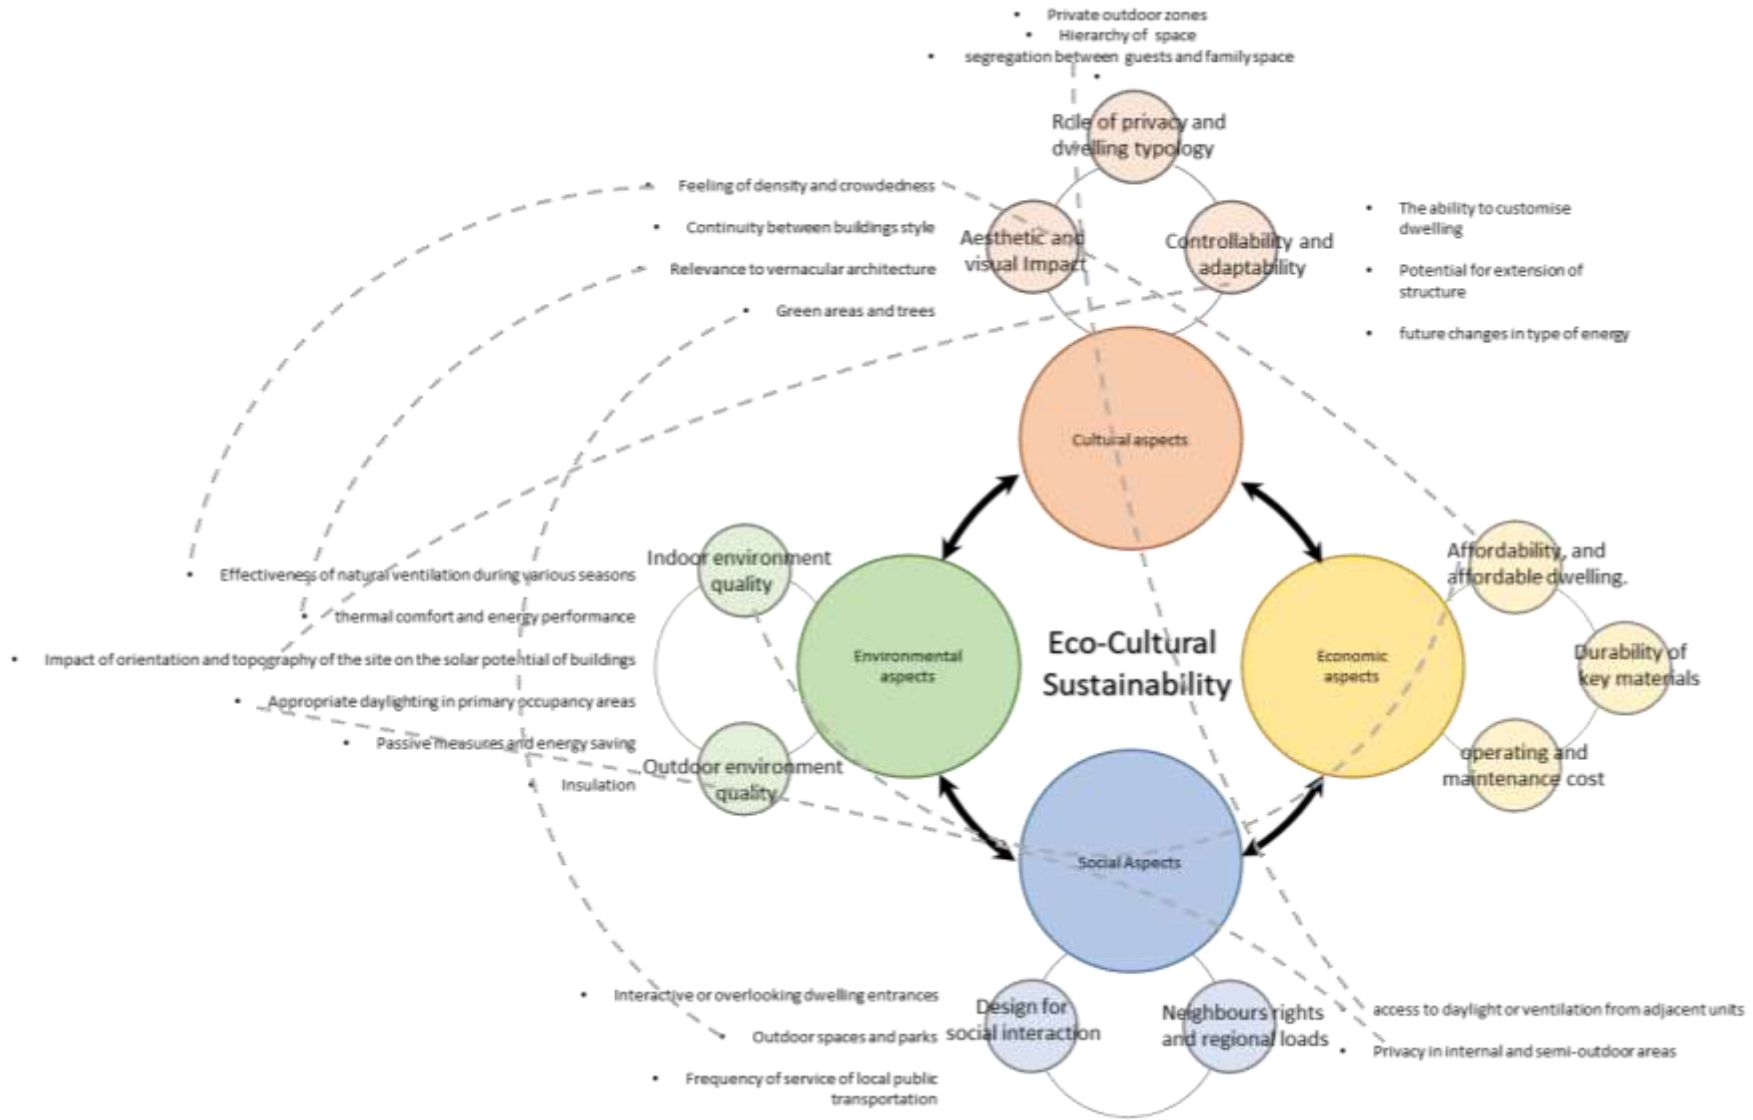 • Private outdoor zones
• Hierarchy of space
• segregation between guests and family space
•
Role of privacy and
dwelling typology
Aesthetic and
visual Impact
Controllability and
adaptability
• Feeling of density and crowdedness
• Continuity between buildings style
• Relevance to vernacular architecture
• Green areas and trees
• The ability to customise
dwelling
• Potential for extension of
structure
• future changes in type of energy
Cultural aspects
Indoor environment
quality
Outdoor environment
quality
• Effectiveness of natural ventilation during various seasons
• thermal comfort and energy performance
• Impact of orientation and topography of the site on the solar potential of buildings
• Appropriate daylighting in primary occupancy areas
• Passive measures and energy saving
• Insulation
Environmental
aspects
Eco-Cultural
Sustainability
Economic
aspects
Affordability, and
affordable dwelling.
Durability of
key materials
operating and
maintenance cost
Social Aspects
• Interactive or overlooking dwelling entrances
• Outdoor spaces and parks
• Frequency of service of local public
transportation
Design for
social interaction
Neighbours rights
and regional loads
• access to daylight or ventilation from adjacent units
• Privacy in internal and semi-outdoor areas